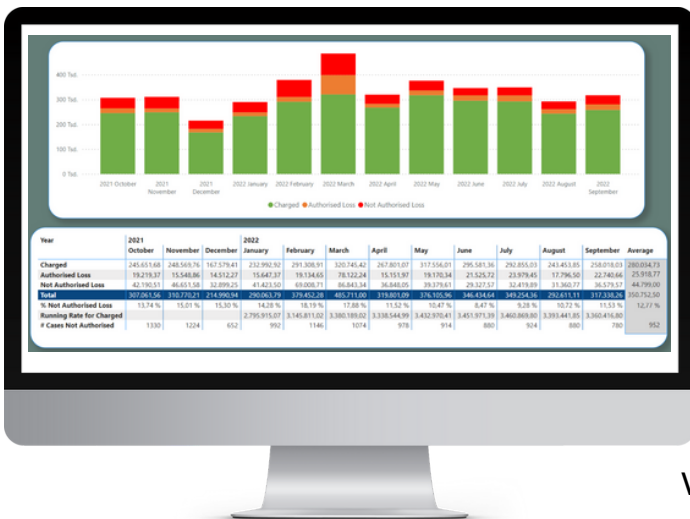 400 Tsd.
300 Tsd.
200 Tsd.
100 Tsd.
0 Tsd.
2021 October 2021 November 2021 December 2022 January 2022 February 2022 March 2022 April 2022 May 2022 June 2022 July 2022 August 2022 September
Charged Authorised Loss Not Authorised Loss
Year 2021 2022
October November December January February March April May June July August September Average
Charged 245.651,68 248.569,76 167.579,41 232.992,92 291.308,91 320.745,42 267.801,07 317.556,01 295.581,36 292.855,03 243.453,85 258.018,03 280.034,73
Authorised Loss 19.219,37 15.548,86 14.512,27 15.647,37 19.134,65 78.122,24 15.151,97 19.170,34 21.525,72 23.979,45 17.796,50 22.740,66 25.918,77
Not Authorised Loss 42.190,51 46.651,58 32.899,25 41.423,50 69.008,71 86.843,34 36.848,05 39.379,61 29.327,57 32.419,89 31.360,77 36.579,57 44.799,00
Total 307.061,56 310.770,21 214.990,94 290.063,79 379.452,28 485.711,00 319.801,09 376.105,96 346.434,64 349.254,36 292.611,11 317.338,26 350.752,50
% Not Authorised Loss 13,74 % 15,01 % 15,30 % 14,28 % 18,19 % 17,88 % 11,52 % 10,47 % 8,47 % 9,28 % 10,72 % 11,53 % 12,77 %
Running Rate for Charged 2.795.915,07 3.145.811,02 3.380.189,02 3.338.544,99 3.432.970,41 3.451.971,39 3.460.869,80 3.393.441,85 3.360.416,80
# Cases Not Authorised 1330 1224 652 992 1146 1074 978 914 880 924 880 780 952